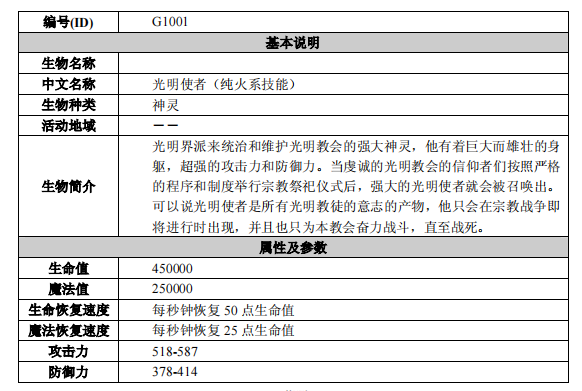 编号(ID) G100I
基本说明
生物名称
中文名称 光明使者（纯火系技能）
生物种类 神灵
活动地域 －－
光明界派来统治和维护光明教会的强大神灵，他有着巨大而雄壮的身
躯，超强的攻击力和防御力。当虔诚的光明教会的信仰者们按照严格
生物简介 的程序和制度举行宗教祭祀仪式后，强大的光明使者就会被召唤出。
可以说光明使者是所有光明教徒的意志的产物，他只会在宗教战争即
将进行时出现，并且也只为本教会奋力战斗，直至战死。
属性及参数
生命值 450000
魔法值 250000
生命恢复速度 每秒钟恢复 50 点生命值
魔法恢复速度 每秒钟恢复 25 点生命值
攻击力 518-587
防御力 378-414